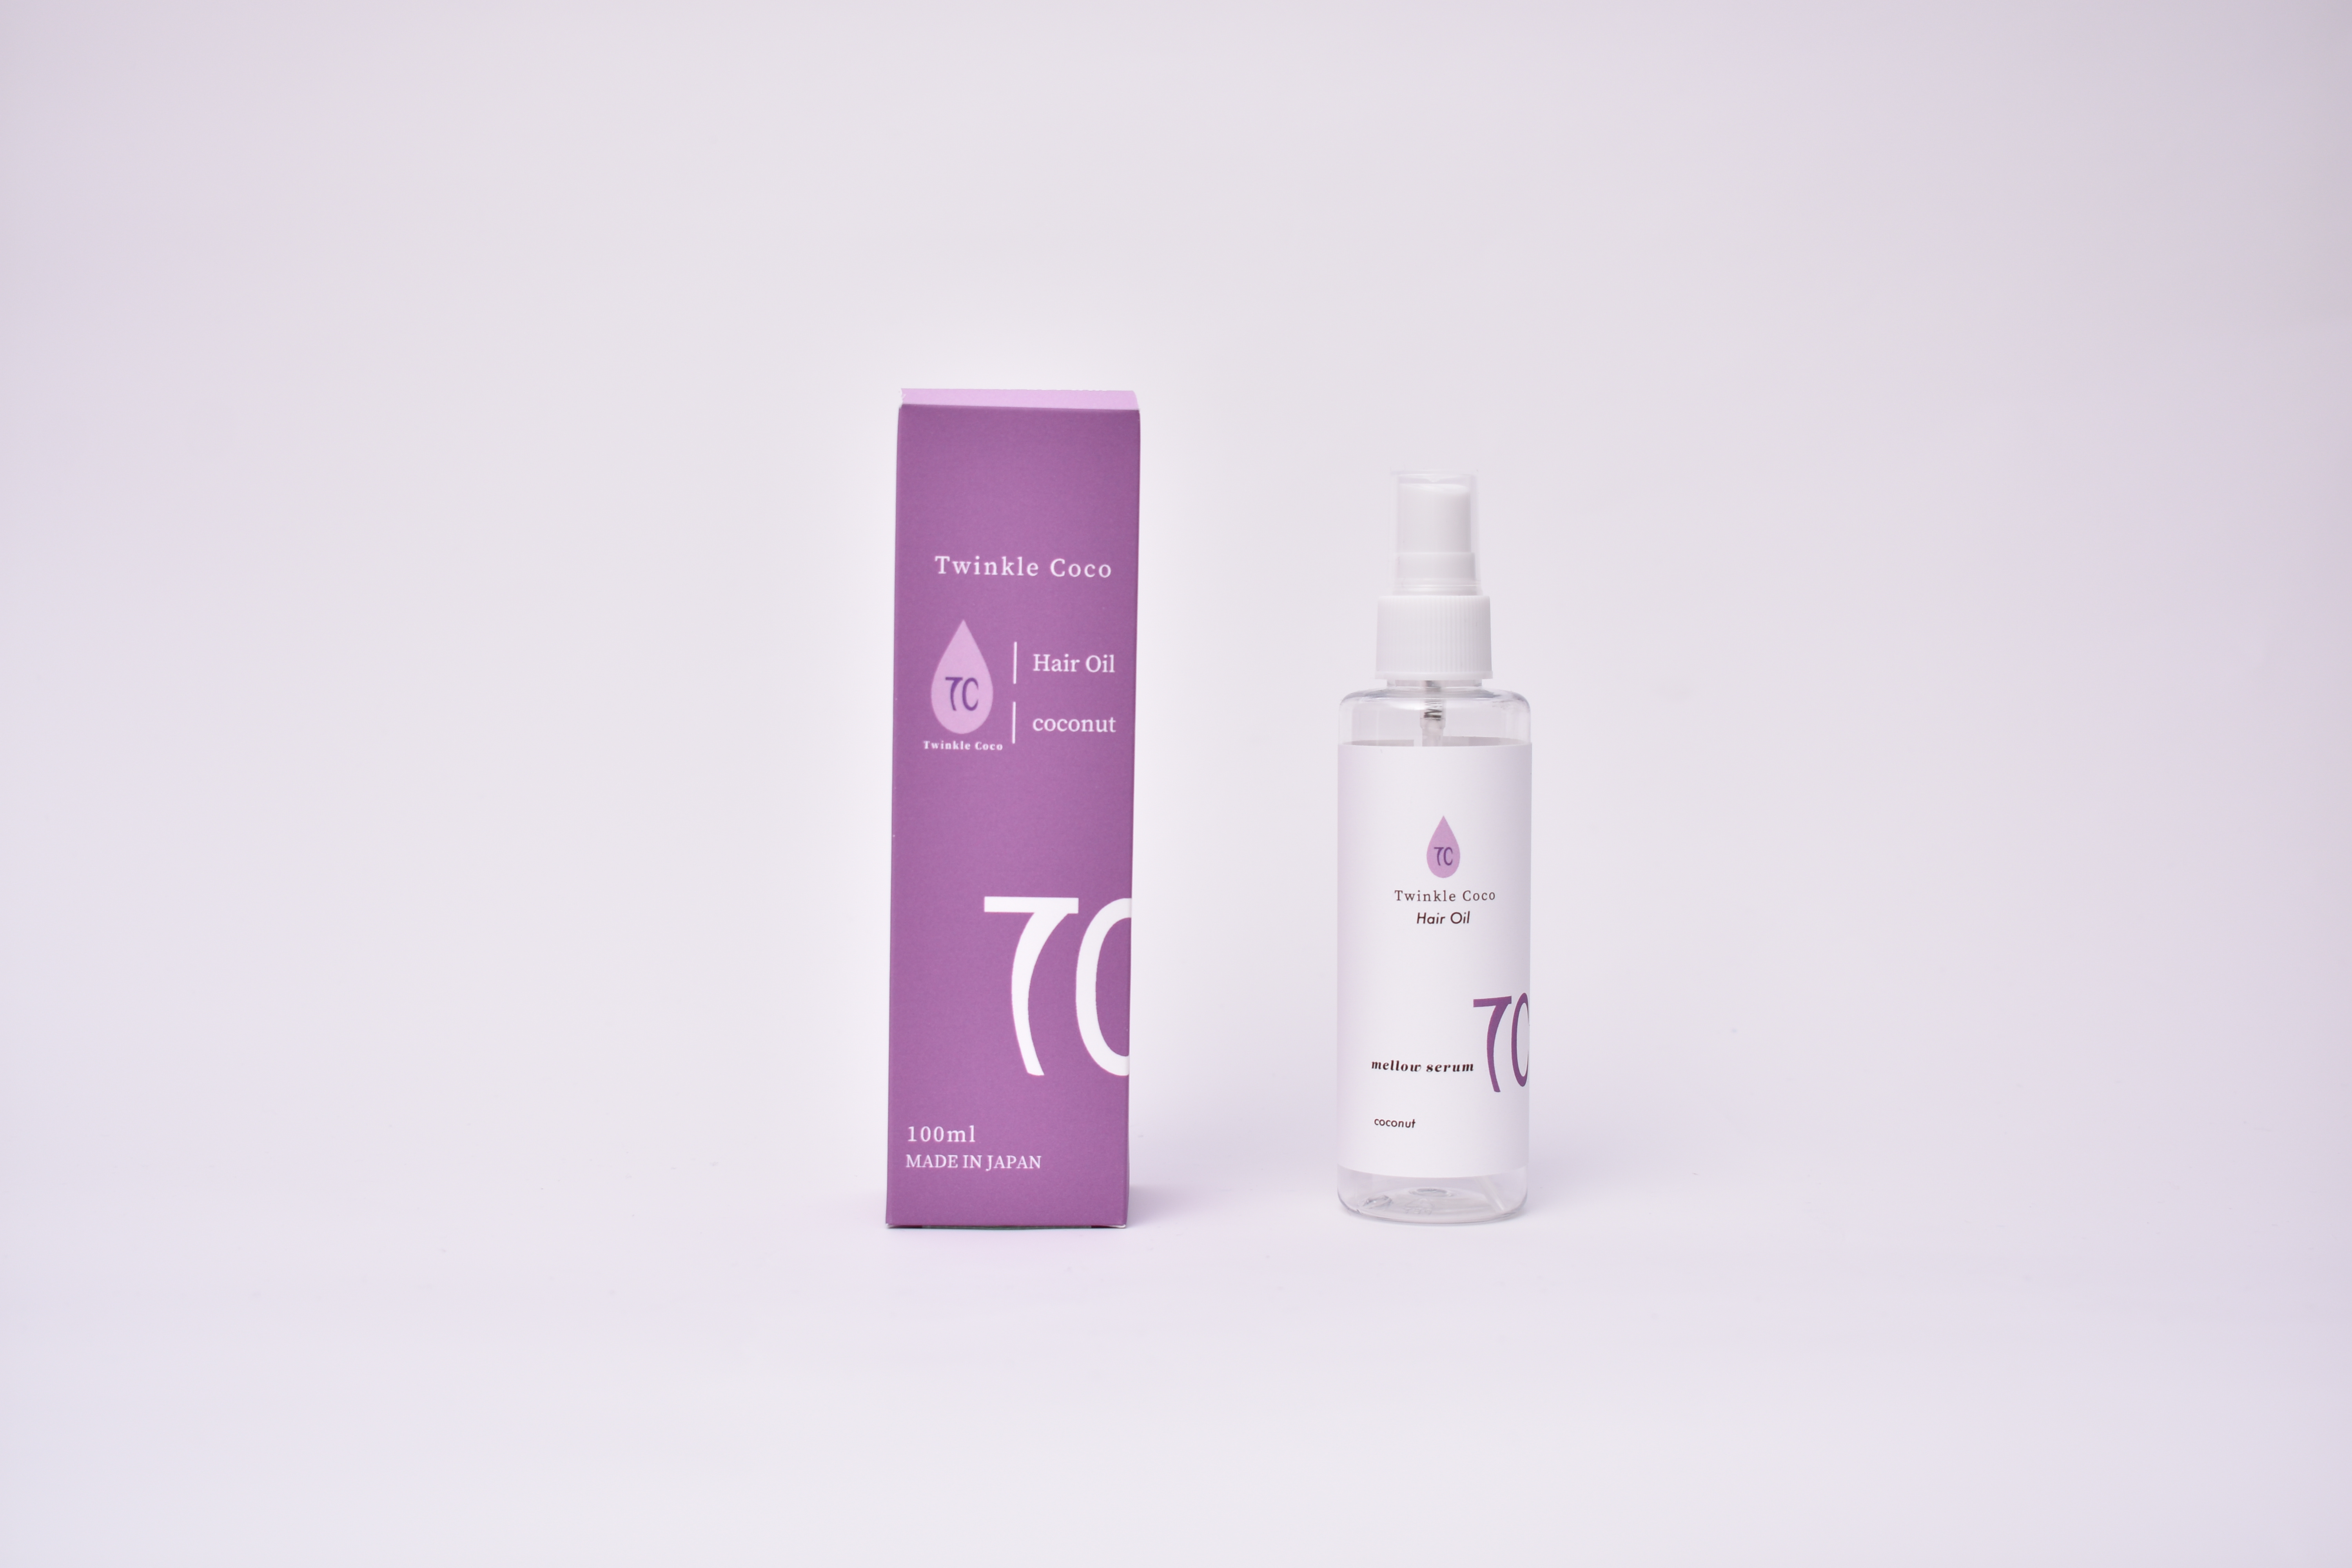 Twinkle Coco
TC
Twinkle Coco
Hair Oil
coconut
TC
100ml
MADE IN JAPAN
TC
Twinkle Coco
Hair Oil
TC
mellow serum
coconut